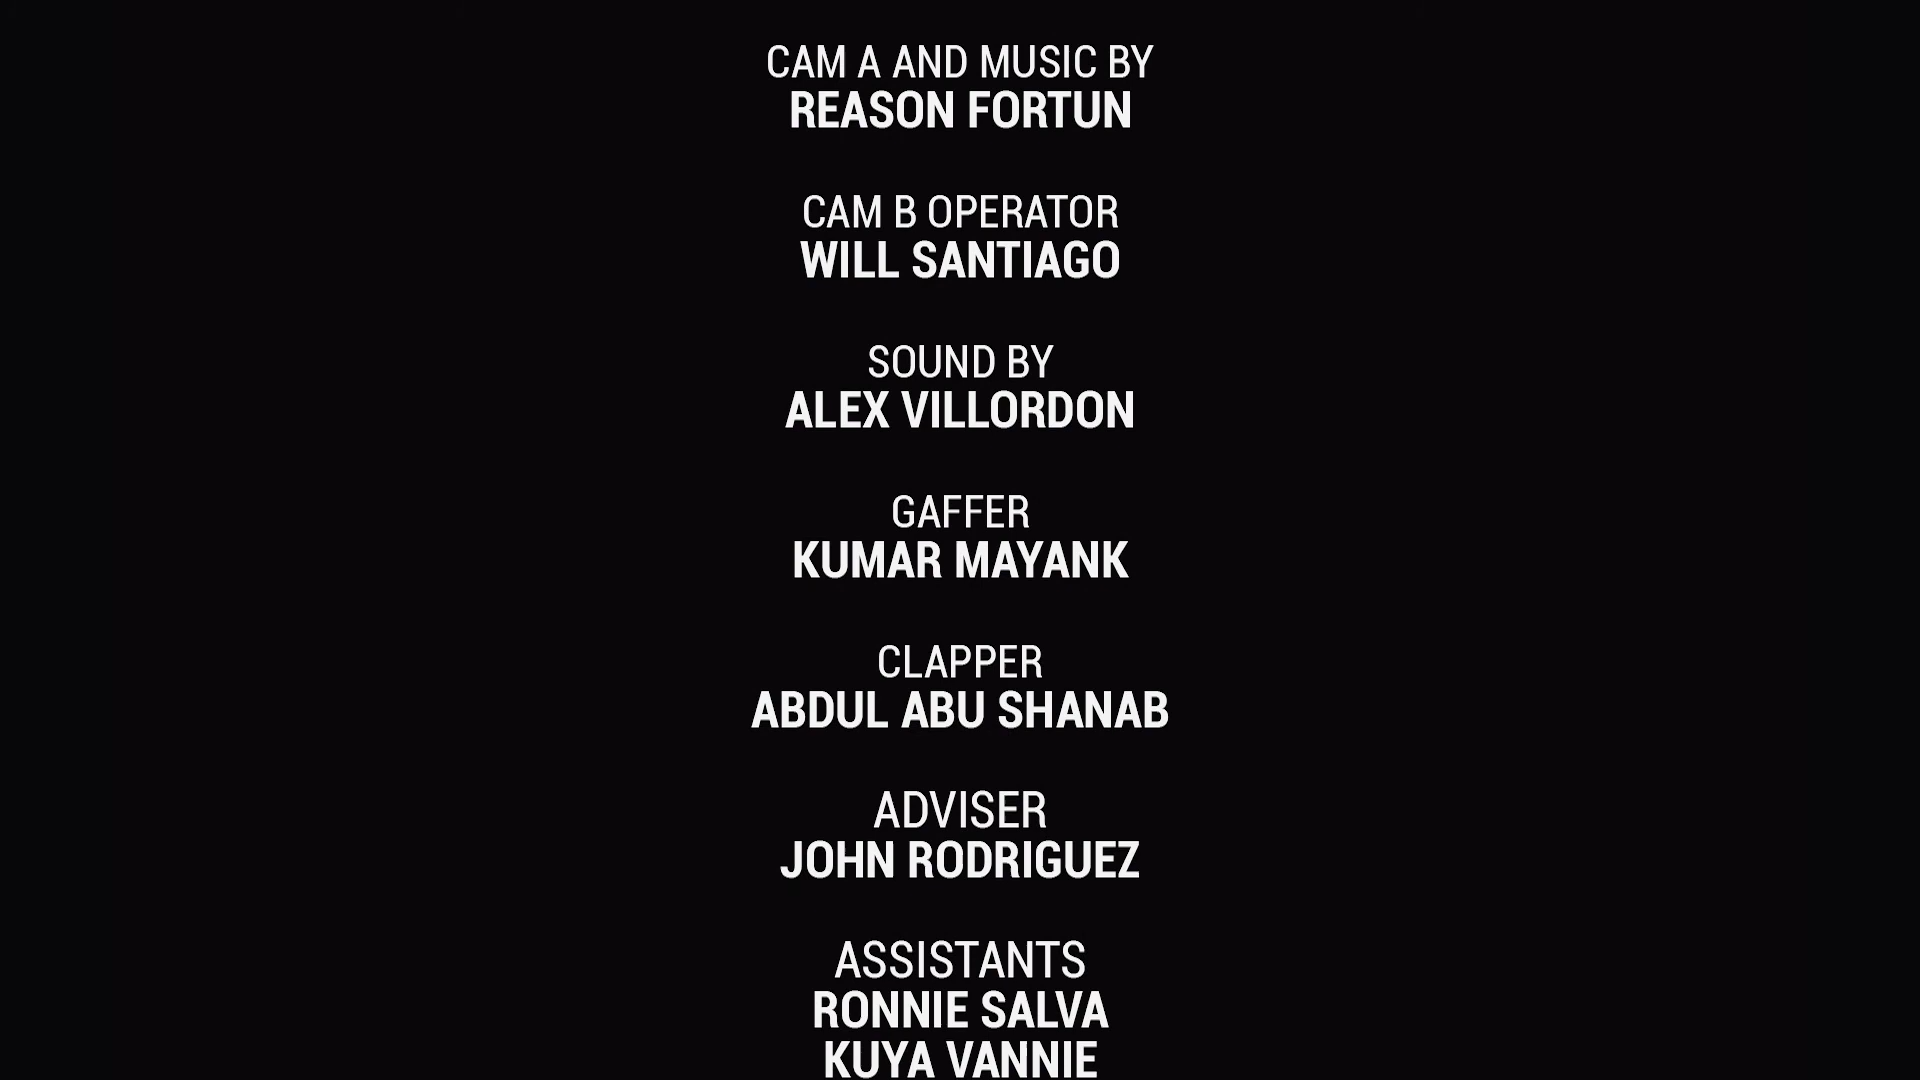 CAM A AND MUSIC BY
REASON FORTUN
CAM B OPERATOR
WILL SANTIAGO
SOUND BY
ALEX VILLORDON
GAFFER
KUMAR MAYANK
CLAPPER
ABDUL ABU SHANAB
ADVISER
JOHN RODRIGUEZ
ASSISTANTS
RONNIE SALVA
KUYA VANNIE